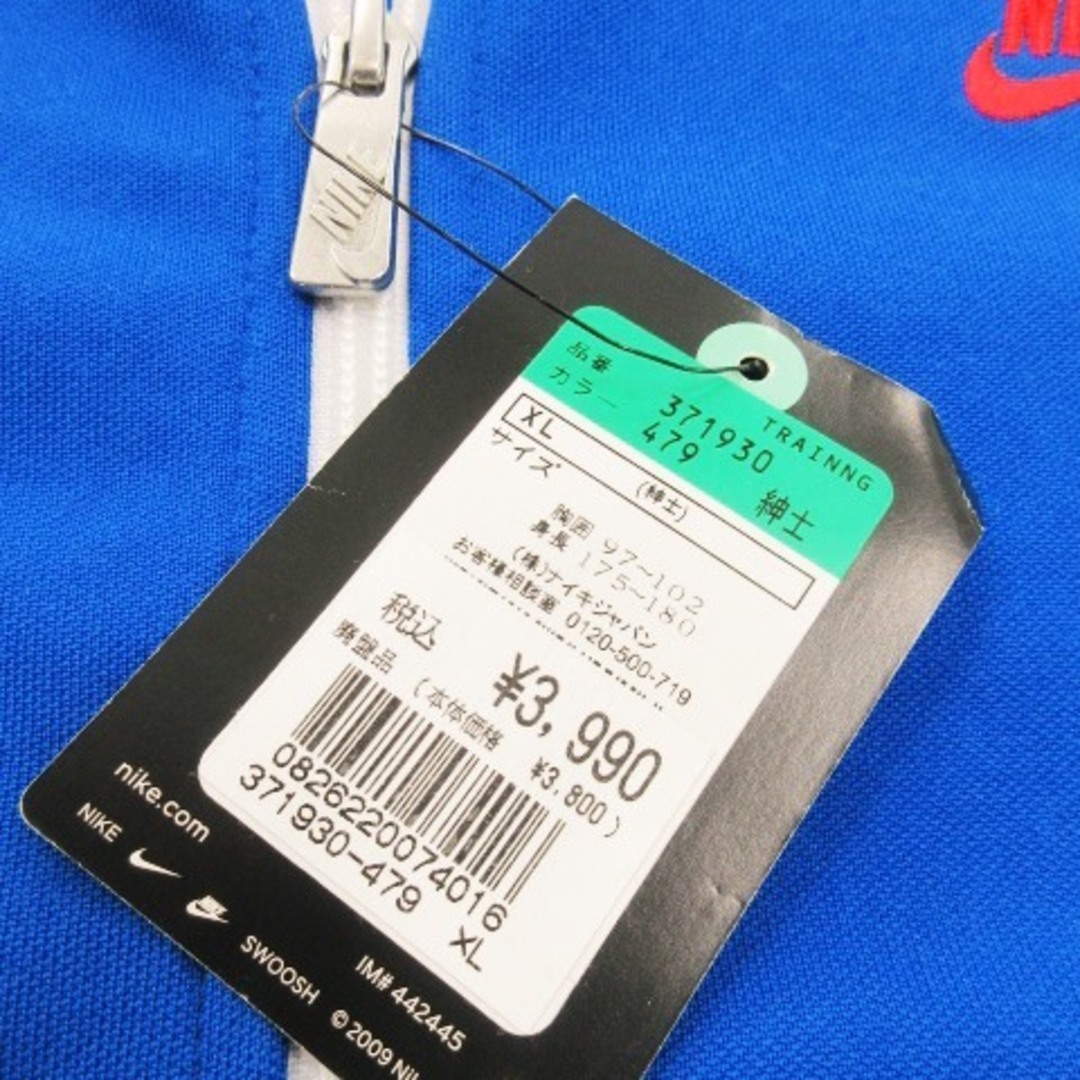 NIKE
品番 371930 TRAINNG
カラー 479 紳士
XL
サイズ (紳士)
胸囲 97~102
身長 175~180
(株)ナイキジャパン
お客様相談室 0120-500-719
税込 ¥3,990
廃盤品 (本体価格 ¥3,800)
0826220074016
371930-479
XL
nike.com
NIKE
SWOOSH
IM# 442445
© 2009 Ni